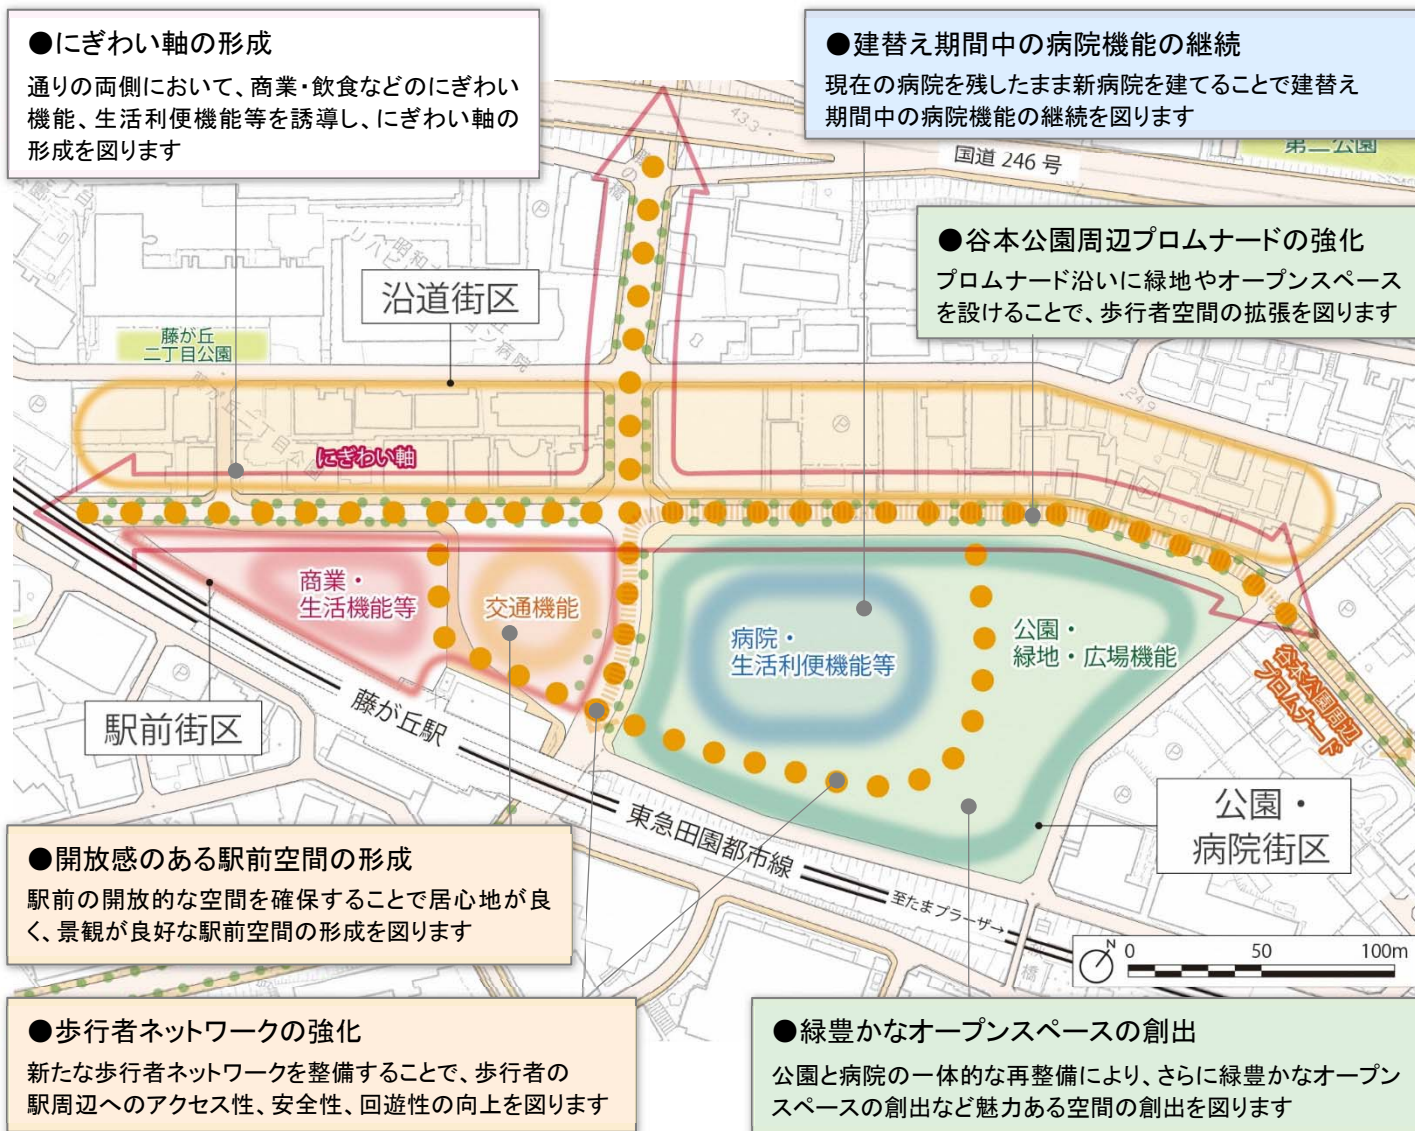 ●にぎわい軸の形成
通りの両側において、商業・飲食などのにぎわい
機能、生活利便機能等を誘導し、にぎわい軸の
形成を図ります
●建替え期間中の病院機能の継続
現在の病院を残したまま新病院を建てることで建替え
期間中の病院機能の継続を図ります
43.3
国道 246 号
第二公園
●谷本公園周辺プロムナードの強化
プロムナード沿いに緑地やオープンスペース
を設けることで、歩行者空間の拡張を図ります
沿道街区
藤が丘
二丁目公園
24.9
にぎわい軸
商業・
生活機能等
交通機能
病院・
生活利便機能等
公園・
緑地・広場機能
谷本公園周辺
プロムナード
駅前街区
藤が丘駅
東急田園都市線
至たまプラーザ→
公園・
病院街区
N
0 50 100m
●開放感のある駅前空間の形成
駅前の開放的な空間を確保することで居心地が良
く、景観が良好な駅前空間の形成を図ります
●歩行者ネットワークの強化
新たな歩行者ネットワークを整備することで、歩行者の
駅周辺へのアクセス性、安全性、回遊性の向上を図ります
●緑豊かなオープンスペースの創出
公園と病院の一体的な再整備により、さらに緑豊かなオープン
スペースの創出など魅力ある空間の創出を図ります